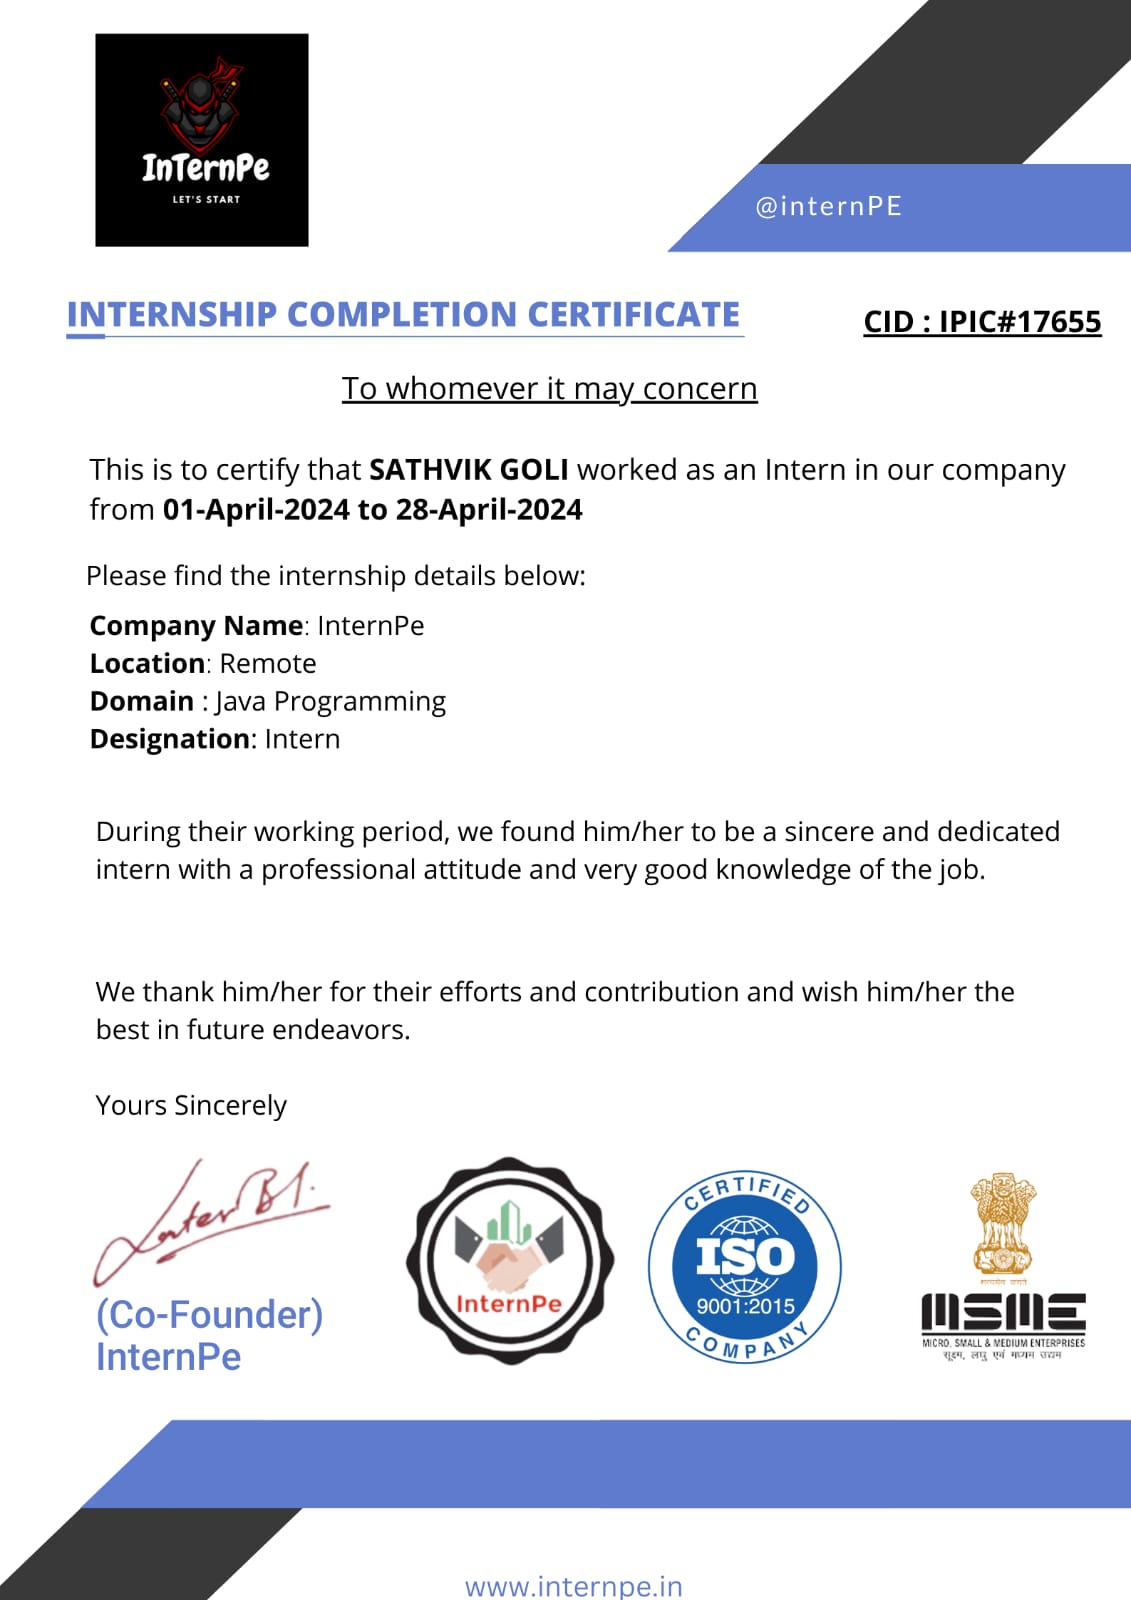 InTernPe
LET'S START
@internPE
INTERNSHIP COMPLETION CERTIFICATE
CID : IPIC#17655
To whomever it may concern
This is to certify that SATHVIK GOLI worked as an Intern in our company
from 01-April-2024 to 28-April-2024
Please find the internship details below:
Company Name: InternPe
Location: Remote
Domain : Java Programming
Designation: Intern
During their working period, we found him/her to be a sincere and dedicated
intern with a professional attitude and very good knowledge of the job.
We thank him/her for their efforts and contribution and wish him/her the
best in future endeavors.
Yours Sincerely
(Co-Founder)
InternPe
InternPe
CERTIFIED
ISO
9001:2015
COMPANY
सत्यमेव जयते
MSME
MICRO, SMALL & MEDIUM ENTERPRISES
सूक्ष्म, लघु एवं मध्यम उद्यम
www.internpe.in